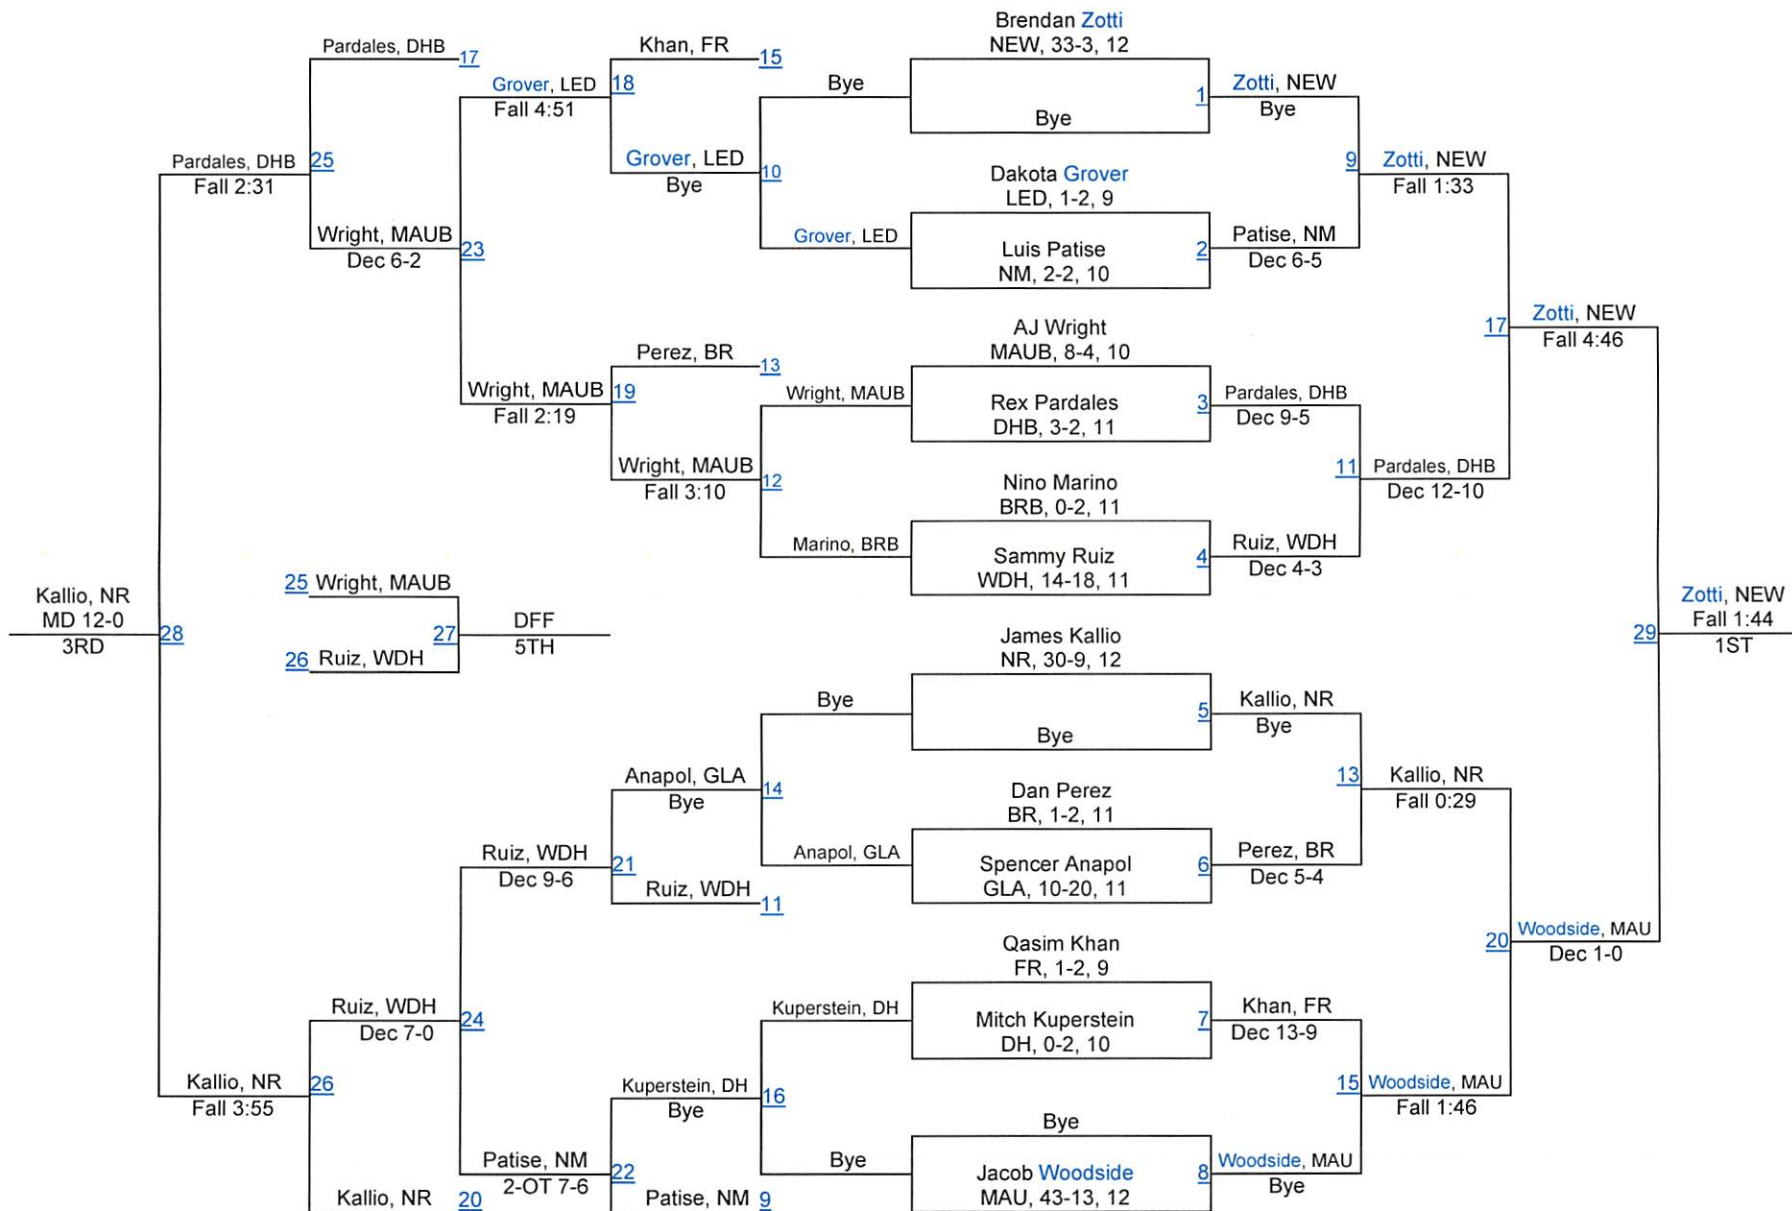 Pardales, DHB
17
Pardales, DHB
Fall 2:31
25
Wright, MAUB
Dec 6-2
23
Grover, LED
Fall 4:51
18
Khan, FR
15
Grover, LED
Bye
10
Bye
Grover, LED
Wright, MAUB
Fall 2:19
19
Perez, BR
13
Wright, MAUB
Fall 3:10
12
Wright, MAUB
Marino, BRB
Kallio, NR
MD 12-0
3RD
28
25
Wright, MAUB
26
Ruiz, WDH
27
DFF
5TH
Kallio, NR
Fall 3:55
26
Ruiz, WDH
Dec 7-0
24
Kallio, NR
20
Ruiz, WDH
Dec 9-6
21
Anapol, GLA
Bye
14
Ruiz, WDH
11
Bye
Anapol, GLA
Patise, NM
2-OT 7-6
22
Kuperstein, DH
Bye
16
Patise, NM
9
Kuperstein, DH
Bye
Brendan Zotti
NEW, 33-3, 12
Bye
1
Dakota Grover
LED, 1-2, 9
Luis Patise
NM, 2-2, 10
2
AJ Wright
MAUB, 8-4, 10
Rex Pardales
DHB, 3-2, 11
3
Nino Marino
BRB, 0-2, 11
Sammy Ruiz
WDH, 14-18, 11
4
James Kallio
NR, 30-9, 12
Bye
5
Dan Perez
BR, 1-2, 11
Spencer Anapol
GLA, 10-20, 11
6
Qasim Khan
FR, 1-2, 9
Mitch Kuperstein
DH, 0-2, 10
7
Bye
Jacob Woodside
MAU, 43-13, 12
8
Zotti, NEW
Bye
Patise, NM
Dec 6-5
9
Zotti, NEW
Fall 1:33
Pardales, DHB
Dec 9-5
Ruiz, WDH
Dec 4-3
11
Pardales, DHB
Dec 12-10
17
Zotti, NEW
Fall 4:46
Kallio, NR
Bye
Perez, BR
Dec 5-4
13
Kallio, NR
Fall 0:29
Khan, FR
Dec 13-9
Woodside, MAU
Bye
15
Woodside, MAU
Fall 1:46
20
Woodside, MAU
Dec 1-0
29
Zotti, NEW
Fall 1:44
1ST